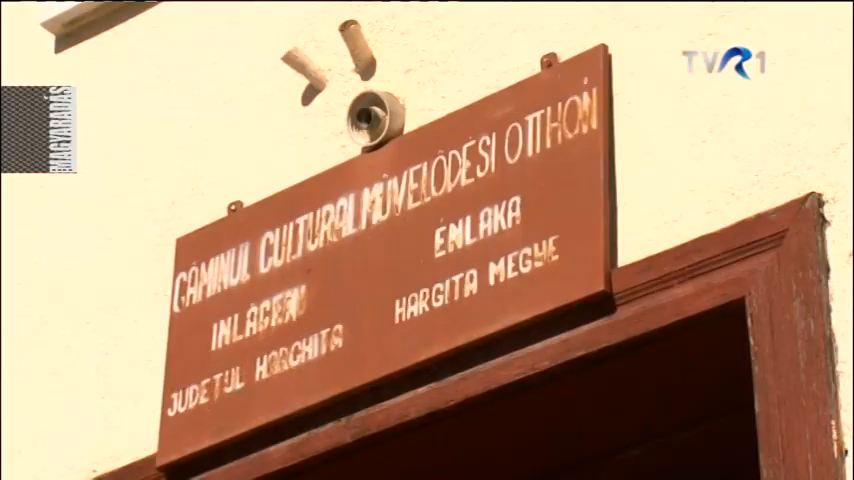 TVR1
MAGYARADÁS
CĂMINUL CULTURAL
INLĂCENI
JUDEȚUL HARGHITA
MŰVELŐDÉSI OTTHON
ÉNLAKA
HARGITA MEGYE